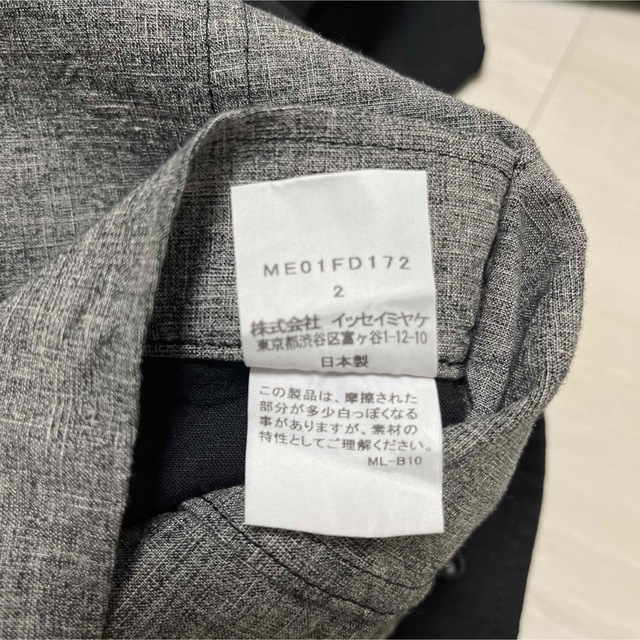 ME01FD172
2
株式会社 イッセイミヤケ
東京都渋谷区富ヶ谷1-12-10
日本製
この製品は、摩擦された
部分が多少白っぽくなる
事がありますが、素材の
特性としてご理解ください。
ML-B10